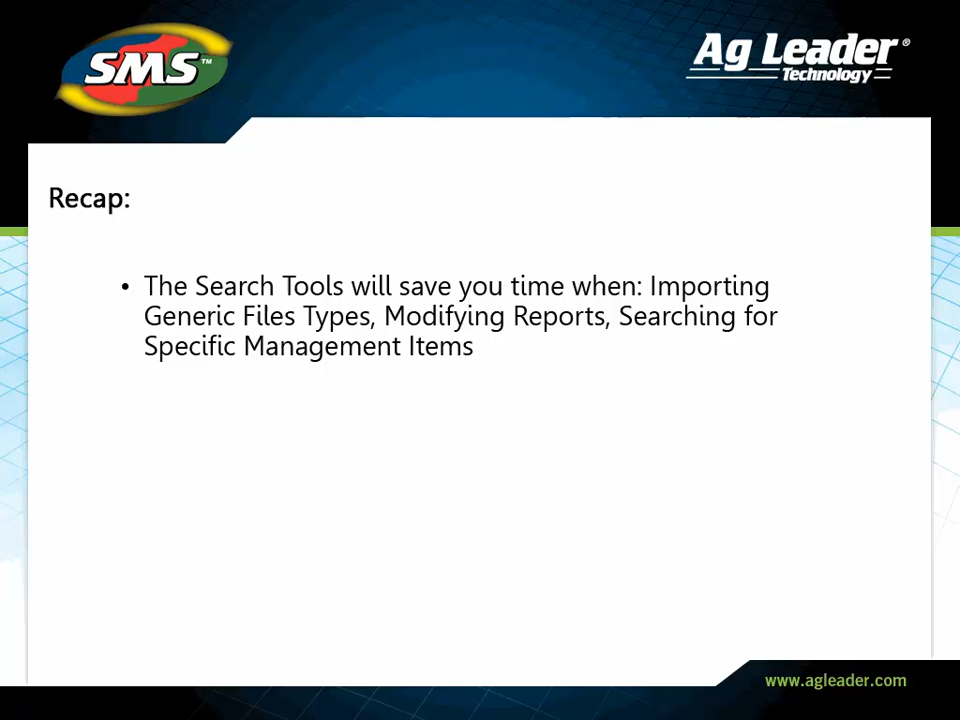 SMS™
Ag Leader®
Technology
Recap:
• The Search Tools will save you time when: Importing
Generic Files Types, Modifying Reports, Searching for
Specific Management Items
www.agleader.com